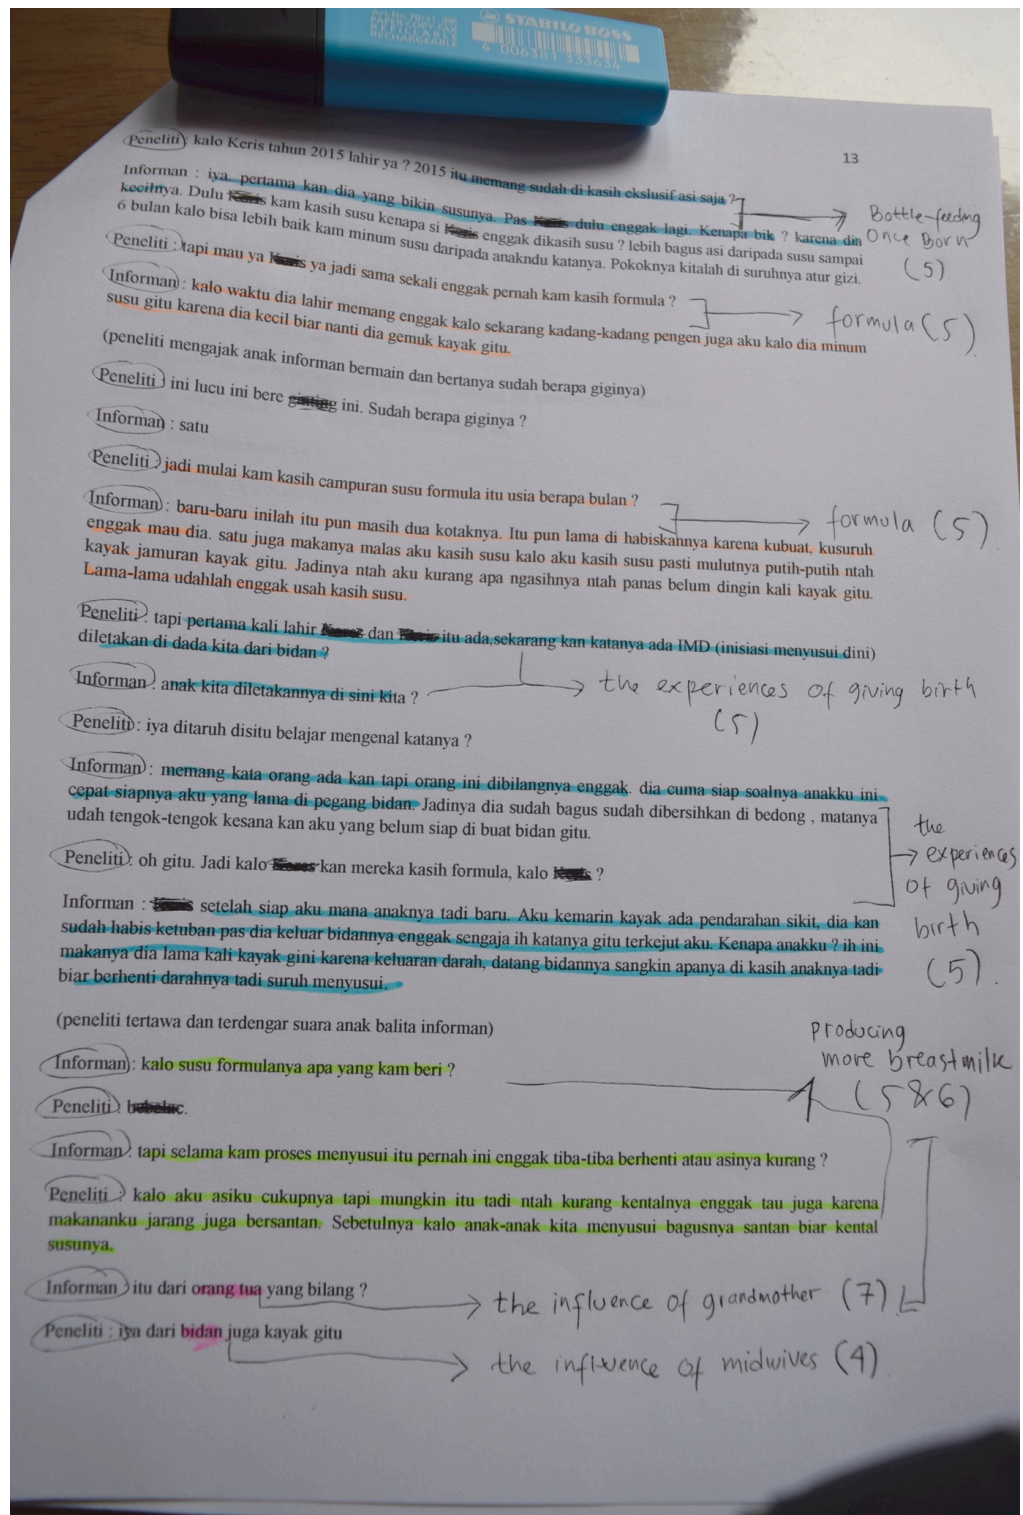 Art.No.70/31
PAPER COPY FAX
REFILLABLE
RECHARGEABLE
STABILO BOSS
4 006381 333634
13
Peneliti : kalo Keris tahun 2015 lahir ya ? 2015 itu memang sudah di kasih ekslusif asi saja ?
Informan : iya. pertama kan dia yang bikin susunya. Pas dulu enggak lagi. Kenapa bik ? karena dia
kecilnya. Dulu kam kasih susu kenapa si enggak dikasih susu ? lebih bagus asi daripada susu sampai
6 bulan kalo bisa lebih baik kam minum susu daripada anakndu katanya. Pokoknya kitalah di suruhnya atur gizi.
Bottle-feeding
Once Born
(5)
Peneliti : tapi mau ya ya jadi sama sekali enggak pernah kam kasih formula ?
Informan : kalo waktu dia lahir memang enggak kalo sekarang kadang-kadang pengen juga aku kalo dia minum
susu gitu karena dia kecil biar nanti dia gemuk kayak gitu.
formula (5)
(peneliti mengajak anak informan bermain dan bertanya sudah berapa giginya)
Peneliti : ini lucu ini bere ini. Sudah berapa giginya ?
Informan : satu
Peneliti : jadi mulai kam kasih campuran susu formula itu usia berapa bulan ?
Informan : baru-baru inilah itu pun masih dua kotaknya. Itu pun lama di habiskannya karena kubuat, kusuruh
enggak mau dia. satu juga makanya malas aku kasih susu kalo aku kasih susu pasti mulutnya putih-putih ntah
kayak jamuran kayak gitu. Jadinya ntah aku kurang apa ngasihnya ntah panas belum dingin kali kayak gitu.
Lama-lama udahlah enggak usah kasih susu.
formula (5)
Peneliti : tapi pertama kali lahir dan itu ada,sekarang kan katanya ada IMD (inisiasi menyusui dini)
diletakan di dada kita dari bidan ?
Informan : anak kita diletakannya di sini kita ?
the experiences of giving birth
(5)
Peneliti : iya ditaruh disitu belajar mengenal katanya ?
Informan : memang kata orang ada kan tapi orang ini dibilangnya enggak. dia cuma siap soalnya anakku ini
cepat siapnya aku yang lama di pegang bidan. Jadinya dia sudah bagus sudah dibersihkan di bedong , matanya
udah tengok-tengok kesana kan aku yang belum siap di buat bidan gitu.
Peneliti : oh gitu. Jadi kalo kan mereka kasih formula, kalo ?
the
experiences
of giving
birth
(5).
Informan : setelah siap aku mana anaknya tadi baru. Aku kemarin kayak ada pendarahan sikit, dia kan
sudah habis ketuban pas dia keluar bidannya enggak sengaja ih katanya gitu terkejut aku. Kenapa anakku ? ih ini
makanya dia lama kali kayak gini karena keluaran darah, datang bidannya sangkin apanya di kasih anaknya tadi
biar berhenti darahnya tadi suruh menyusui.
(peneliti tertawa dan terdengar suara anak balita informan)
Informan : kalo susu formulanya apa yang kam beri ?
producing
more breastmilk
(5 & 6)
Peneliti :
Informan : tapi selama kam proses menyusui itu pernah ini enggak tiba-tiba berhenti atau asinya kurang ?
Peneliti : kalo aku asiku cukupnya tapi mungkin itu tadi ntah kurang kentalnya enggak tau juga karena
makananku jarang juga bersantan. Sebetulnya kalo anak-anak kita menyusui bagusnya santan biar kental
susunya.
Informan : itu dari orang tua yang bilang ?
the influence of grandmother (7)
Peneliti : iya dari bidan juga kayak gitu
the influence of midwives (4)